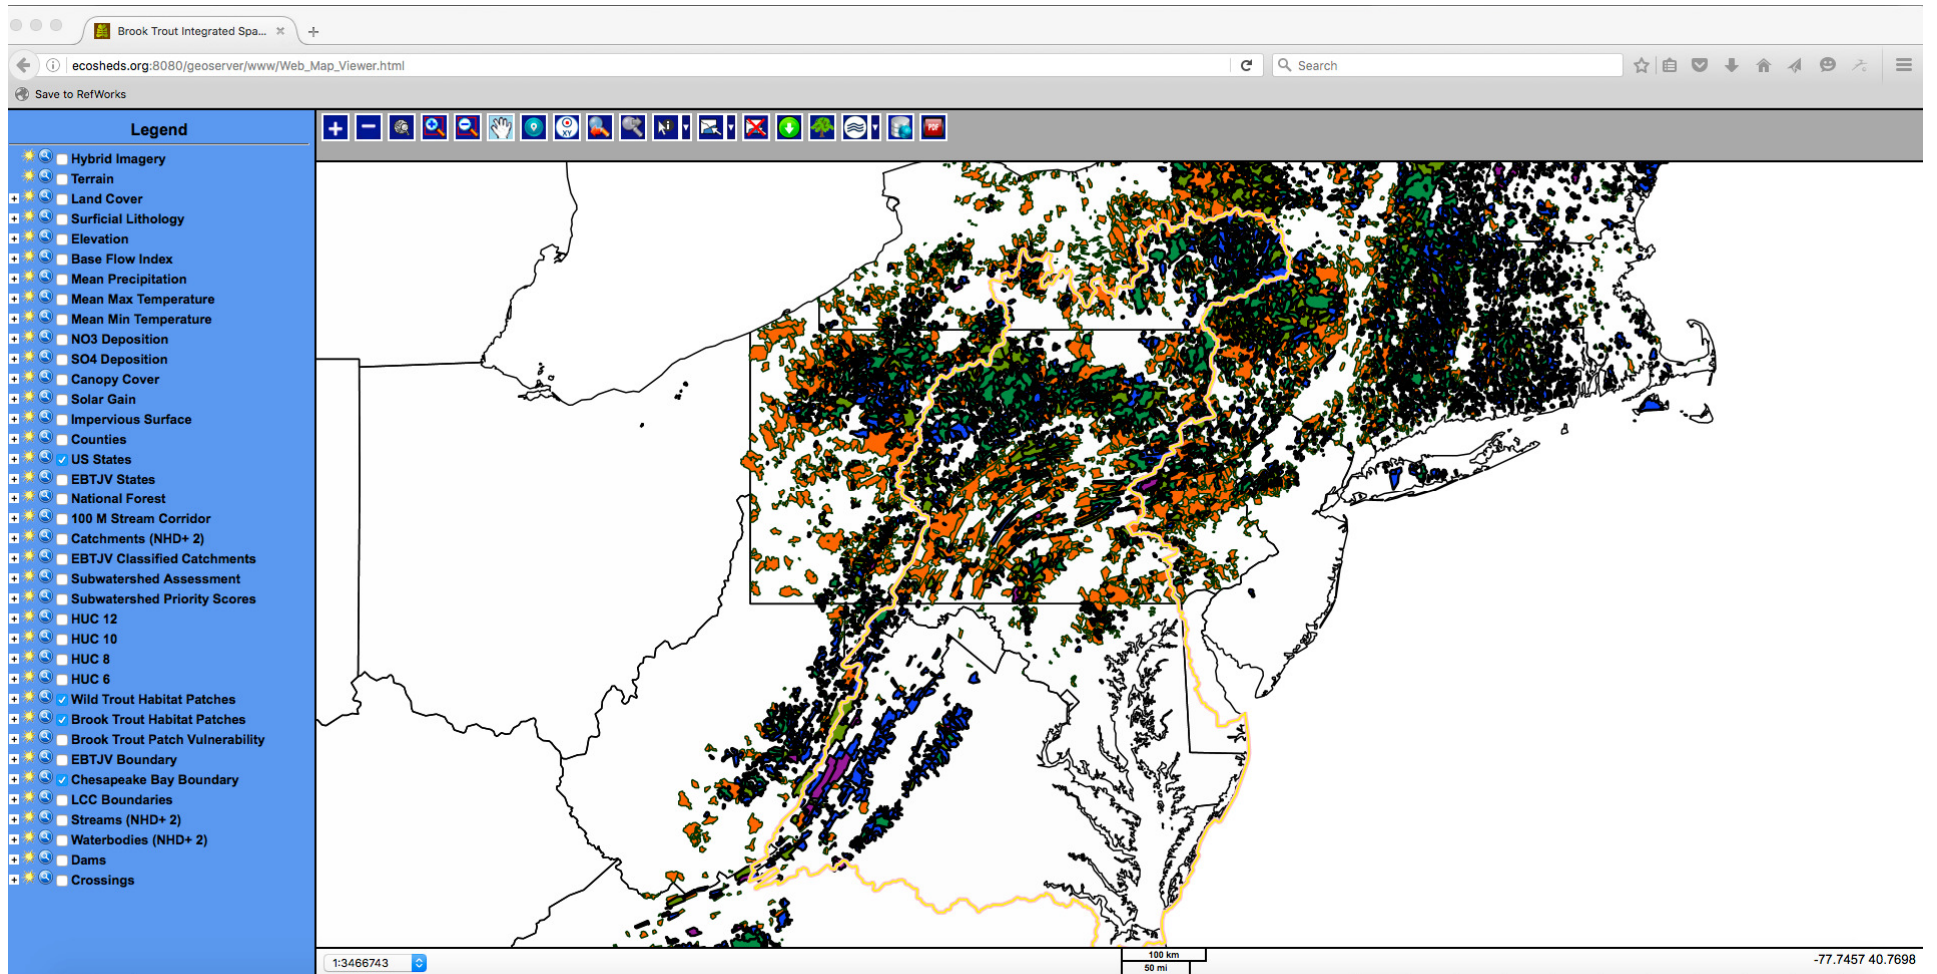 Brook Trout Integrated Spa...
ecosheds.org:8080/geoserver/www/Web_Map_Viewer.html
Search
Save to RefWorks
Legend
Hybrid Imagery
Terrain
Land Cover
Surficial Lithology
Elevation
Base Flow Index
Mean Precipitation
Mean Max Temperature
Mean Min Temperature
NO3 Deposition
SO4 Deposition
Canopy Cover
Solar Gain
Impervious Surface
Counties
US States
EBTJV States
National Forest
100 M Stream Corridor
Catchments (NHD+ 2)
EBTJV Classified Catchments
Subwatershed Assessment
Subwatershed Priority Scores
HUC 12
HUC 10
HUC 8
HUC 6
Wild Trout Habitat Patches
Brook Trout Habitat Patches
Brook Trout Patch Vulnerability
EBTJV Boundary
Chesapeake Bay Boundary
LCC Boundaries
Streams (NHD+ 2)
Waterbodies (NHD+ 2)
Dams
Crossings
XY
PDF
1:3466743
100 km
50 mi
-77.7457 40.7698